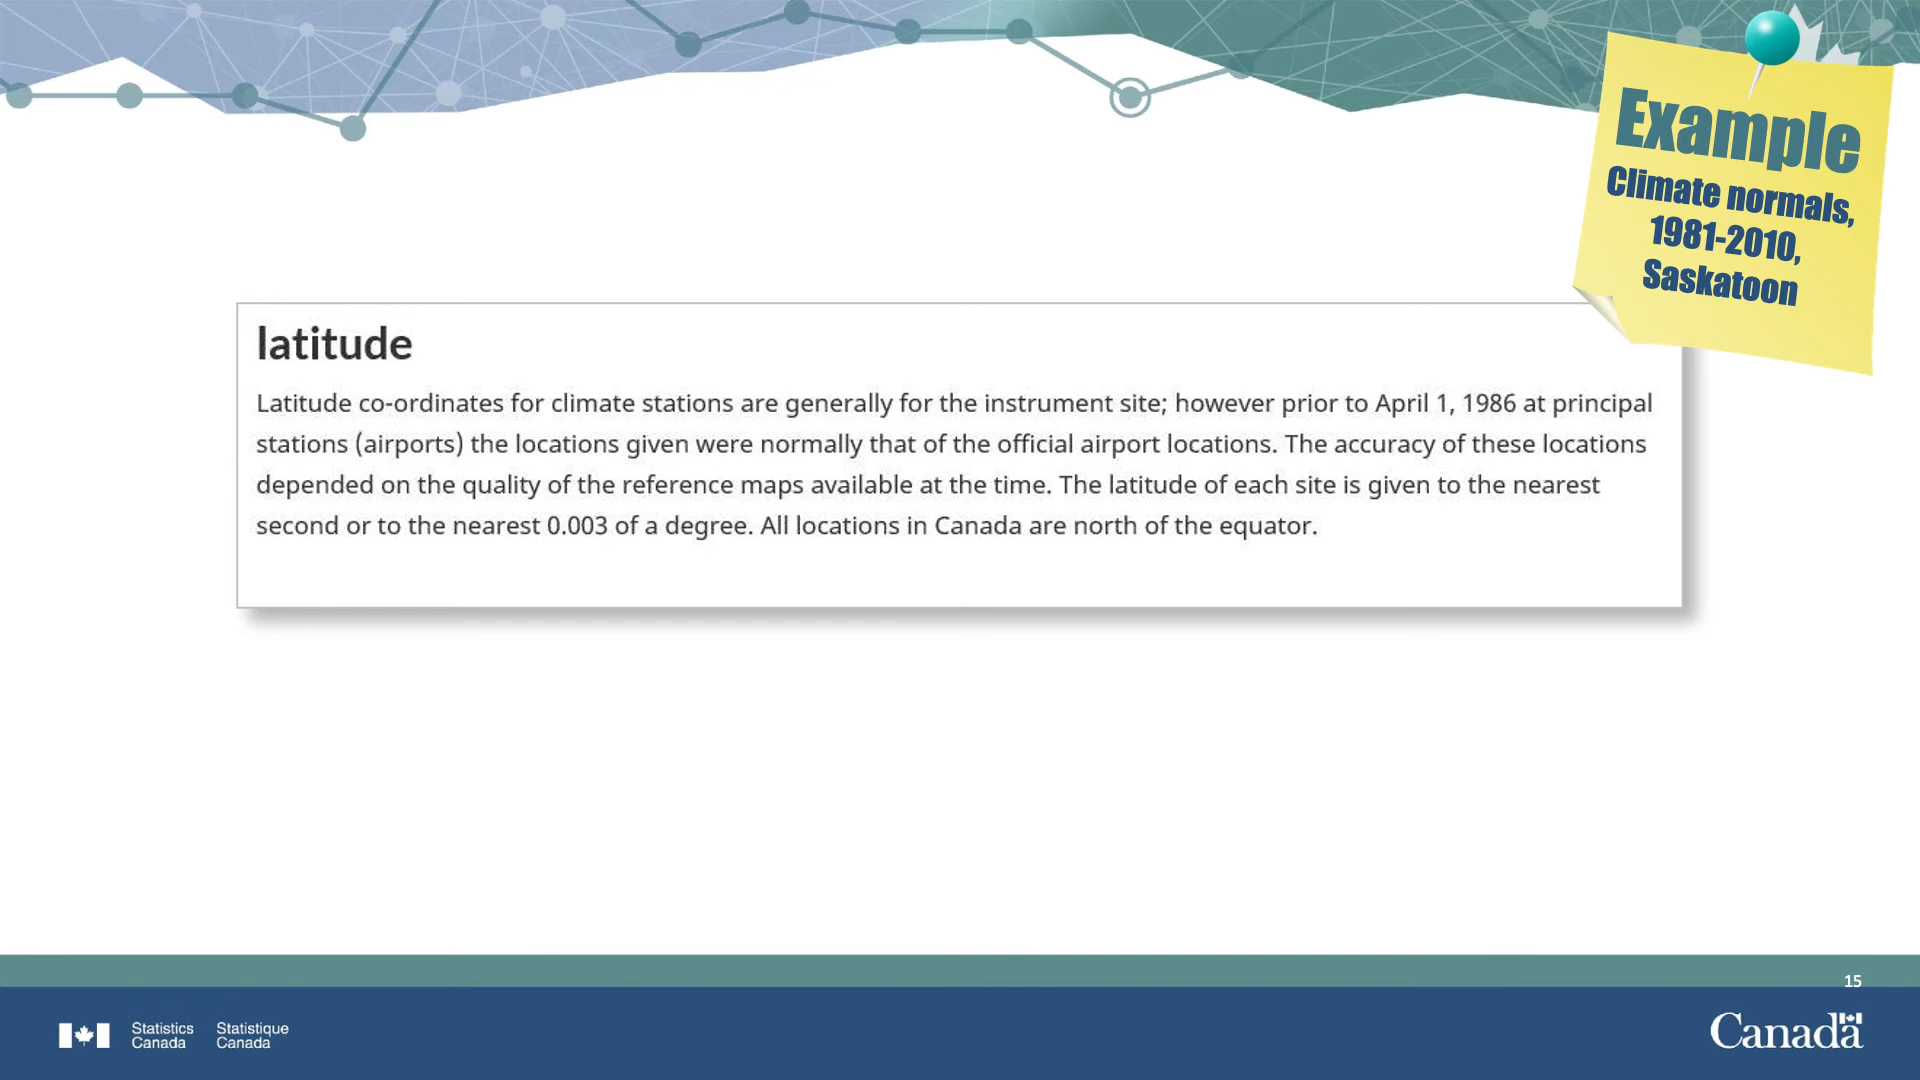 Example
Climate normals,
1981-2010,
Saskatoon
latitude
Latitude co-ordinates for climate stations are generally for the instrument site; however prior to April 1, 1986 at principal
stations (airports) the locations given were normally that of the official airport locations. The accuracy of these locations
depended on the quality of the reference maps available at the time. The latitude of each site is given to the nearest
second or to the nearest 0.003 of a degree. All locations in Canada are north of the equator.
15
Statistics Statistique
Canada Canada
Canada